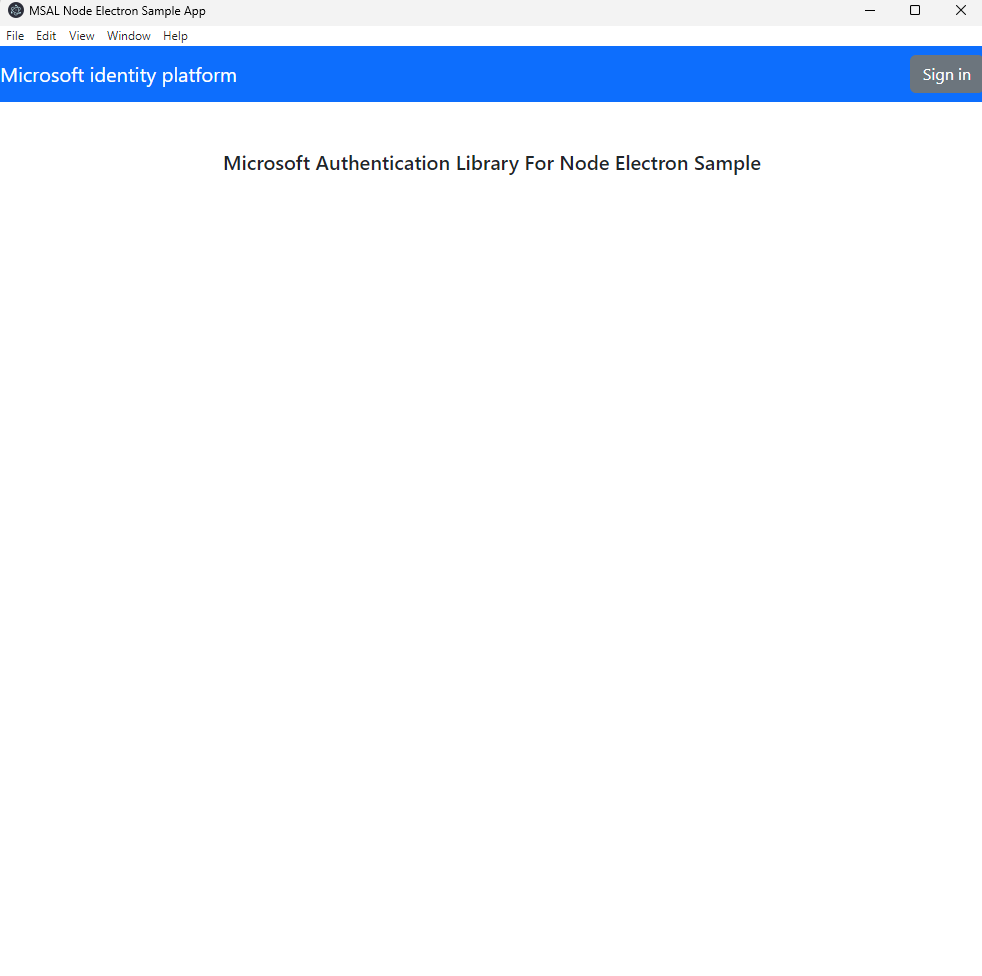 MSAL Node Electron Sample App
File Edit View Window Help
Microsoft identity platform Sign in
Microsoft Authentication Library For Node Electron Sample